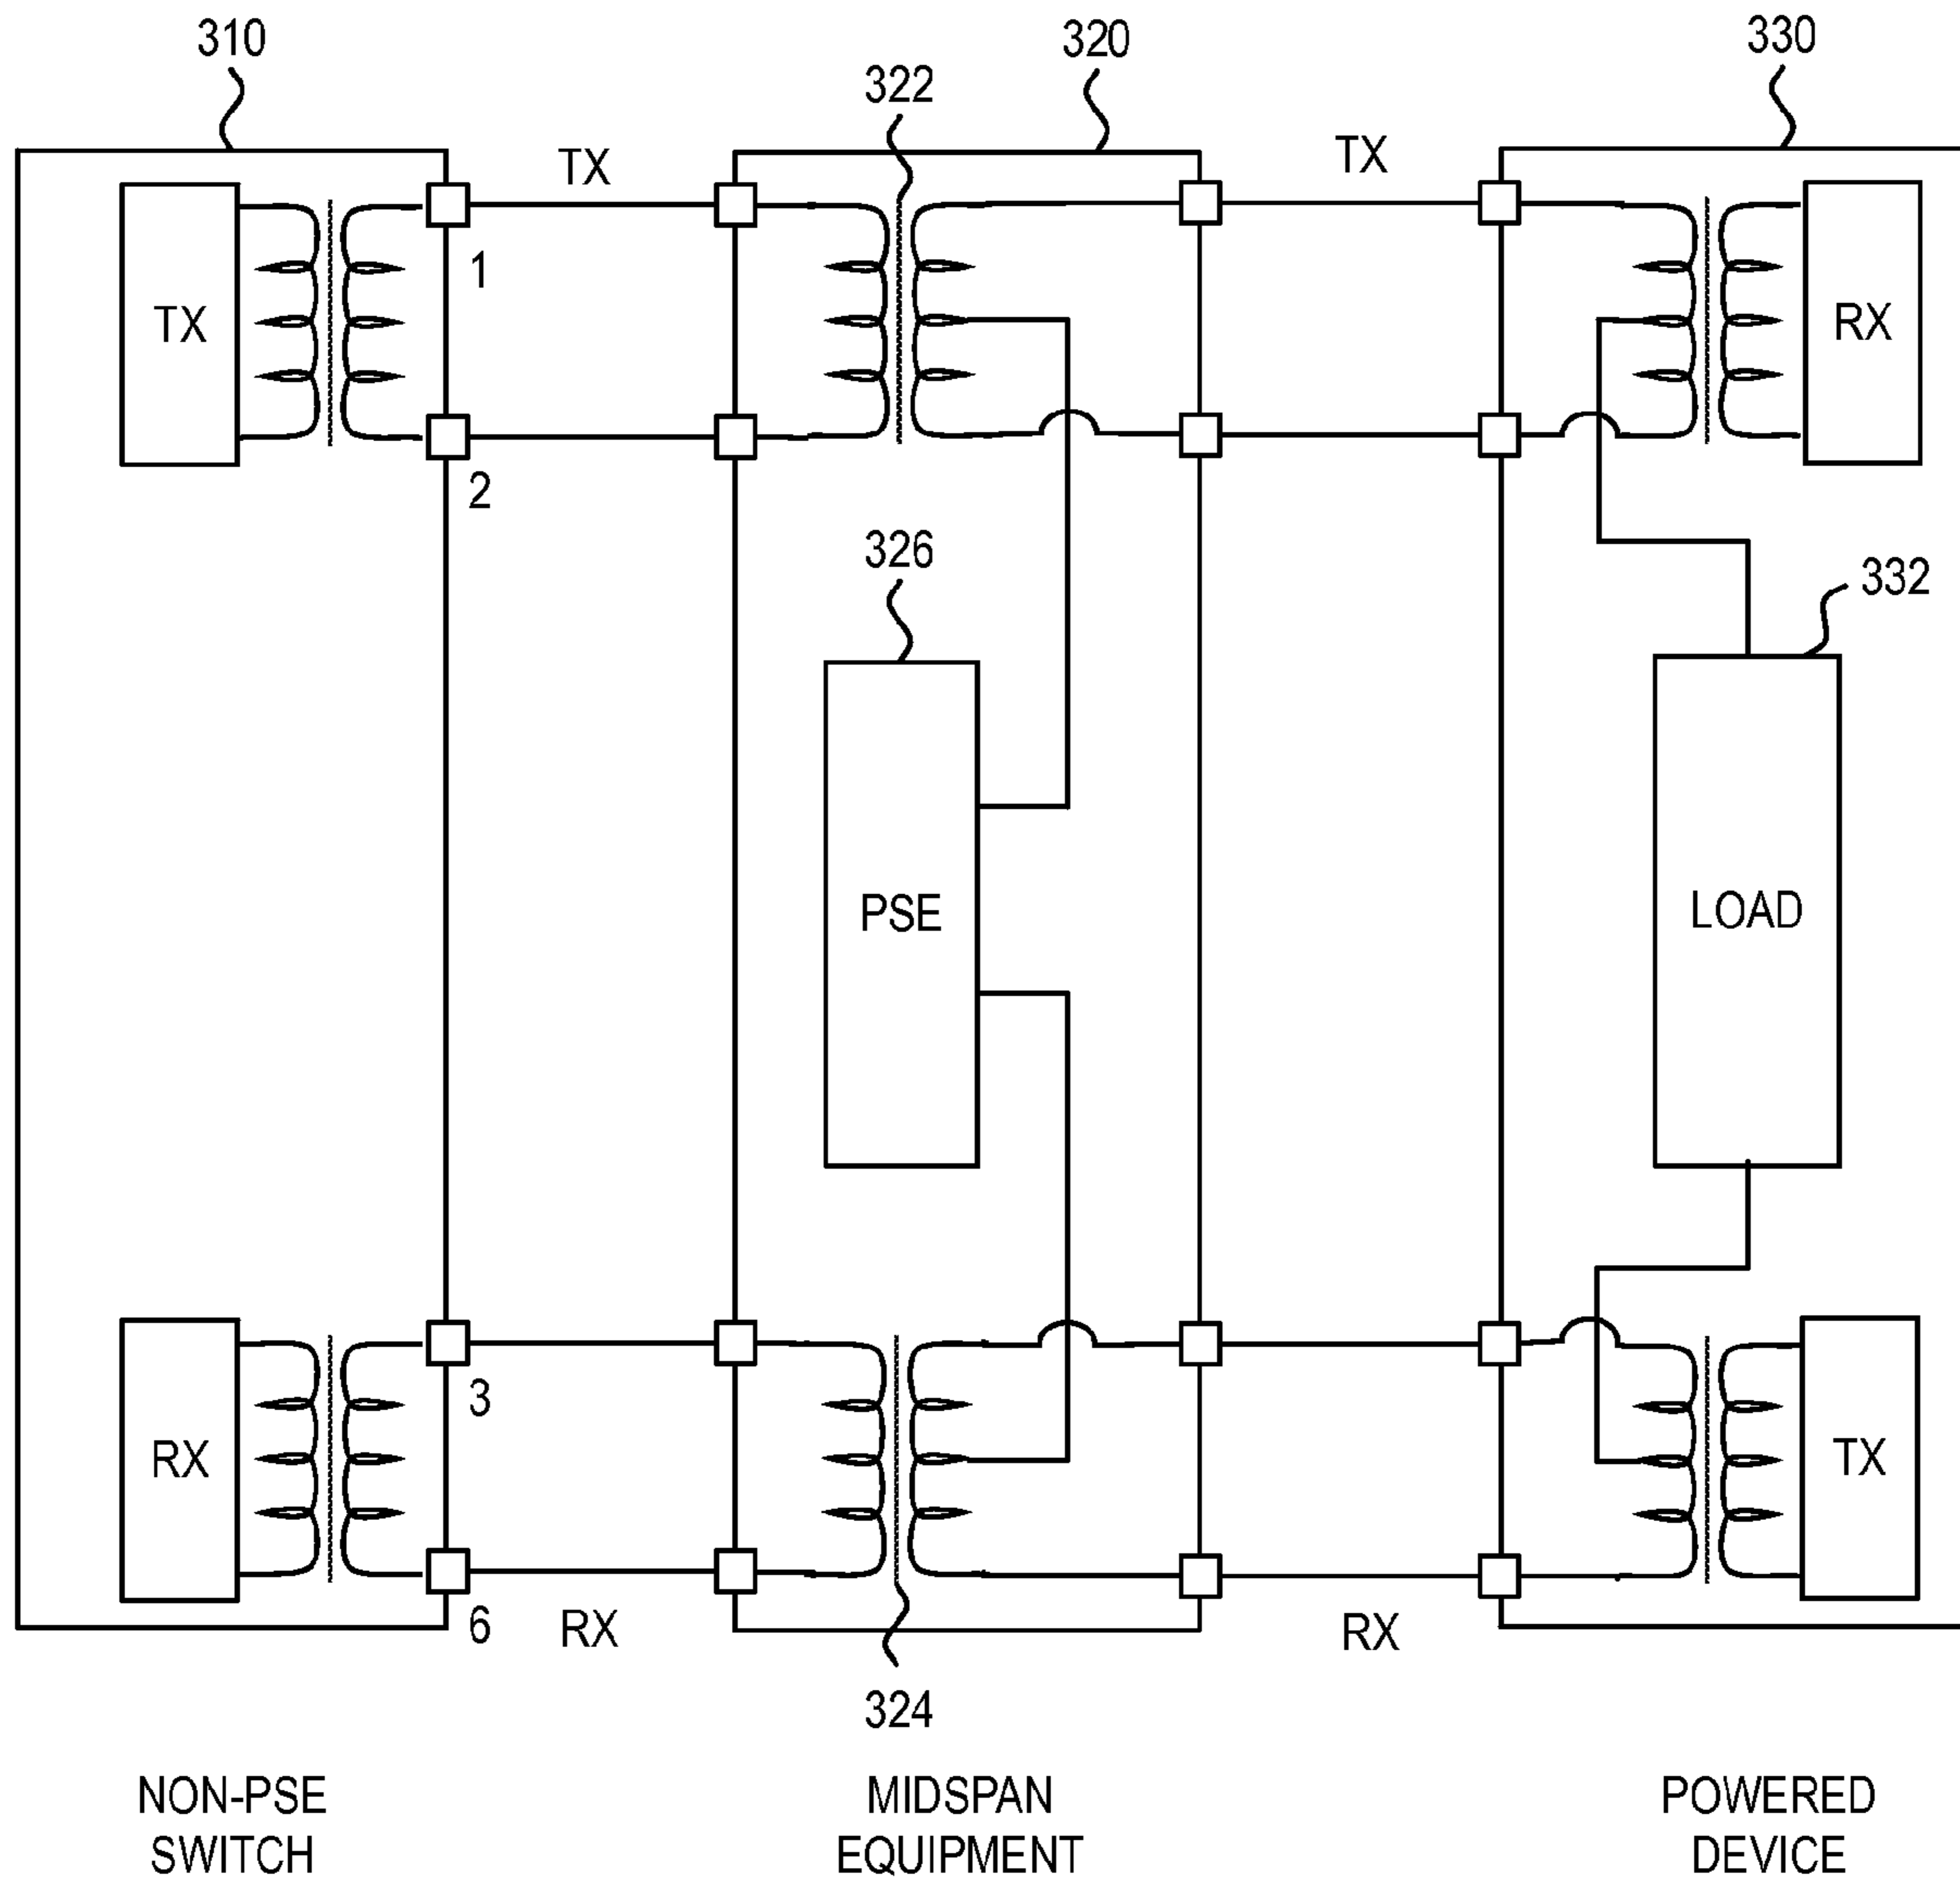 310
320
330
322
TX
TX
TX
1
RX
2
326
332
PSE
LOAD
3
RX
TX
6
RX
RX
324
NON-PSE
SWITCH
MIDSPAN
EQUIPMENT
POWERED
DEVICE